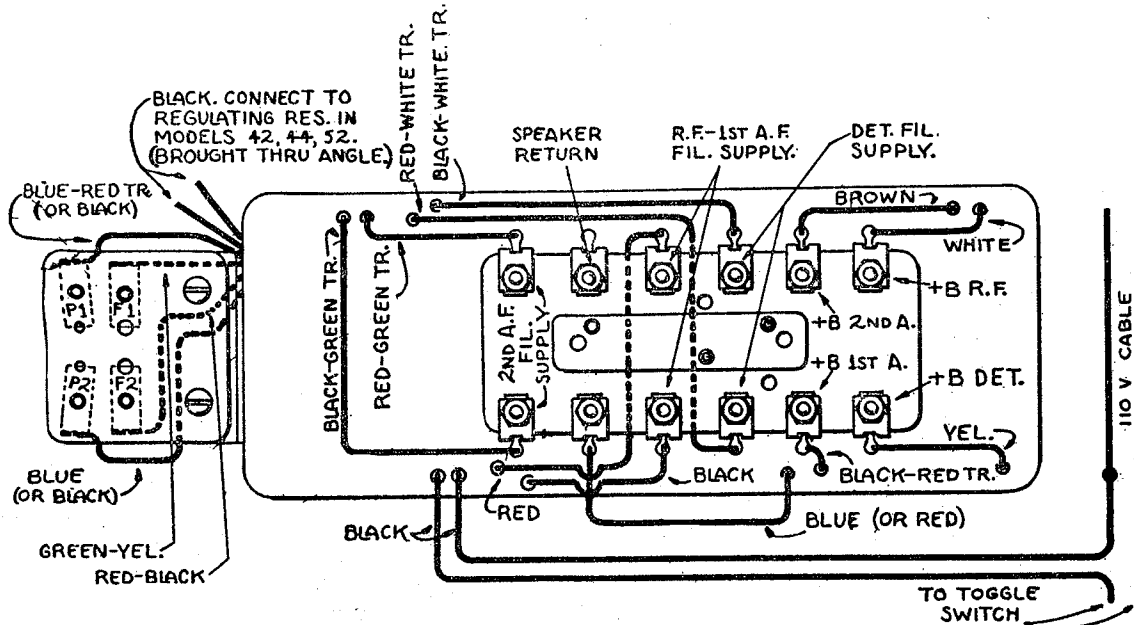 BLACK. CONNECT TO
REGULATING RES. IN
MODELS 42, 44, 52.
(BROUGHT THRU ANGLE.)
BLUE-RED TR.
(OR BLACK)
RED-WHITE TR.
BLACK-WHITE TR.
SPEAKER
RETURN
R.F.-1ST A.F.
FIL. SUPPLY.
DET. FIL.
SUPPLY.
BROWN
WHITE
BLACK-GREEN TR.
RED-GREEN TR.
P1
F1
P2
F2
2ND A.F.
FIL.
SUPPLY
+B R.F.
+B 2ND A.
+B 1ST A.
+B DET.
110 V CABLE
YEL.
BLACK-RED TR.
BLACK
RED
BLUE (OR RED)
BLUE
(OR BLACK)
BLACK
GREEN-YEL.
RED-BLACK
TO TOGGLE
SWITCH